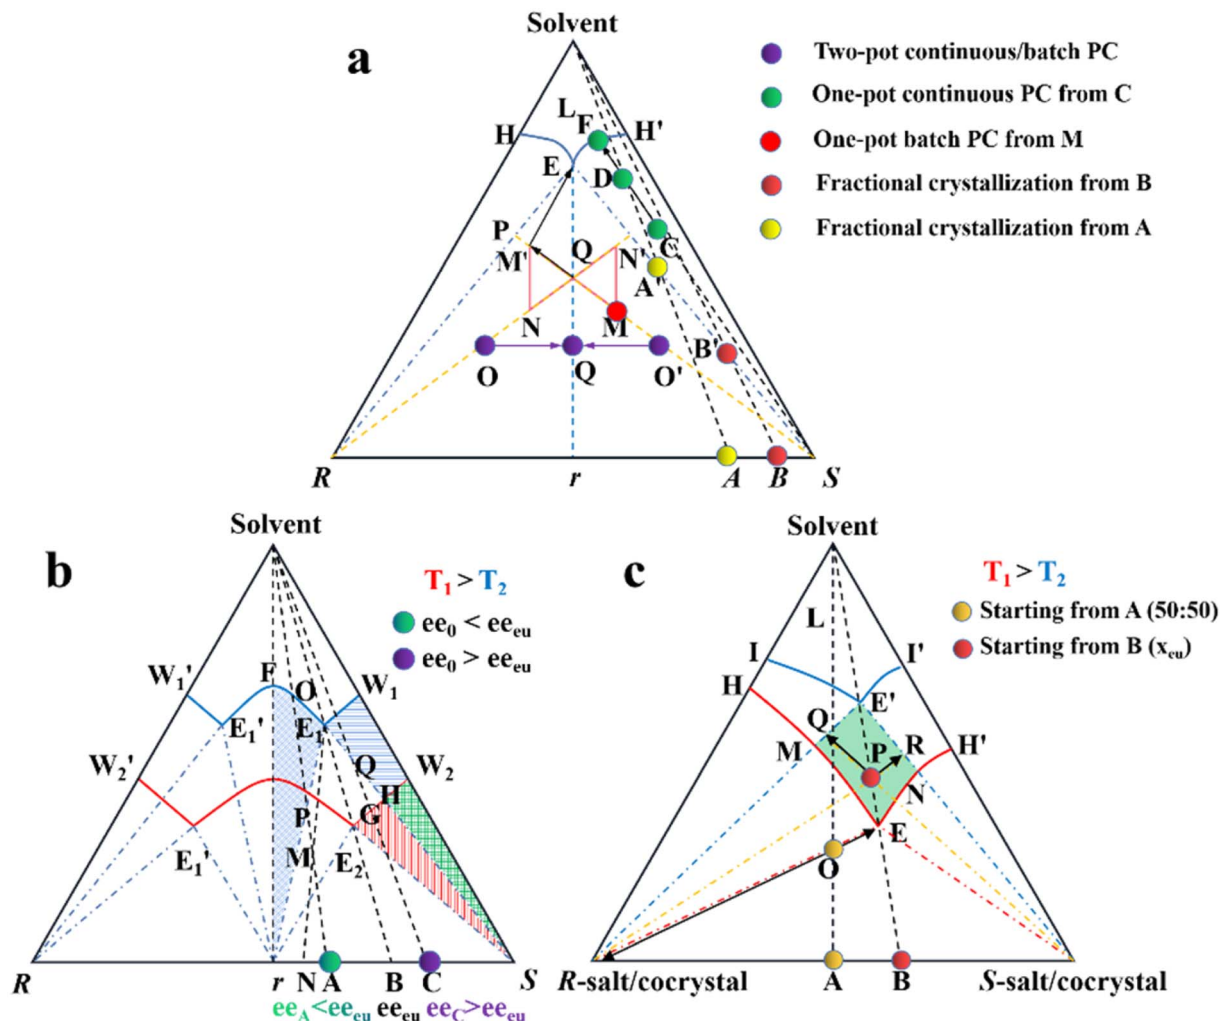 Solvent
a
Two-pot continuous/batch PC
One-pot continuous PC from C
One-pot batch PC from M
Fractional crystallization from B
Fractional crystallization from A
L
F
H
H'
E
D
P
C
M'
Q
N'
A'
N
M
B'
O
Q
O'
R
r
A
B
S
Solvent
b
T1 > T2
ee0 < eeeu
ee0 > eeeu
W1'
F
O
W1
E1'
E1
W2'
Q
W2
H
P
G
E1'
M
E2
R
r
N
A
B
C
S
eeA<eeeu
eeeu
eeC>eeeu
Solvent
c
T1 > T2
Starting from A (50:50)
Starting from B (xeu)
L
I
I'
H
E'
Q
R
H'
M
P
N
E
O
R-salt/cocrystal
A
B
S-salt/cocrystal